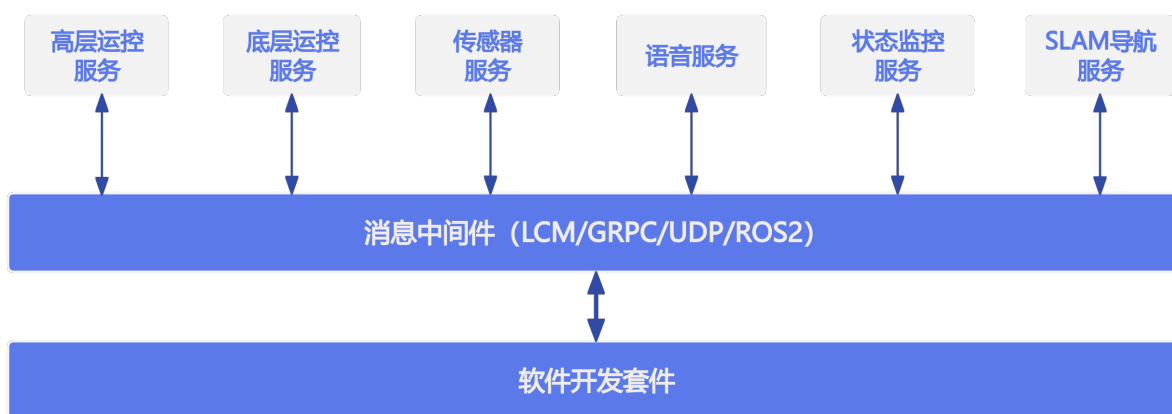 高层运控
服务
底层运控
服务
传感器
服务
语音服务
状态监控
服务
SLAM导航
服务
消息中间件（LCM/GRPC/UDP/ROS2）
软件开发套件